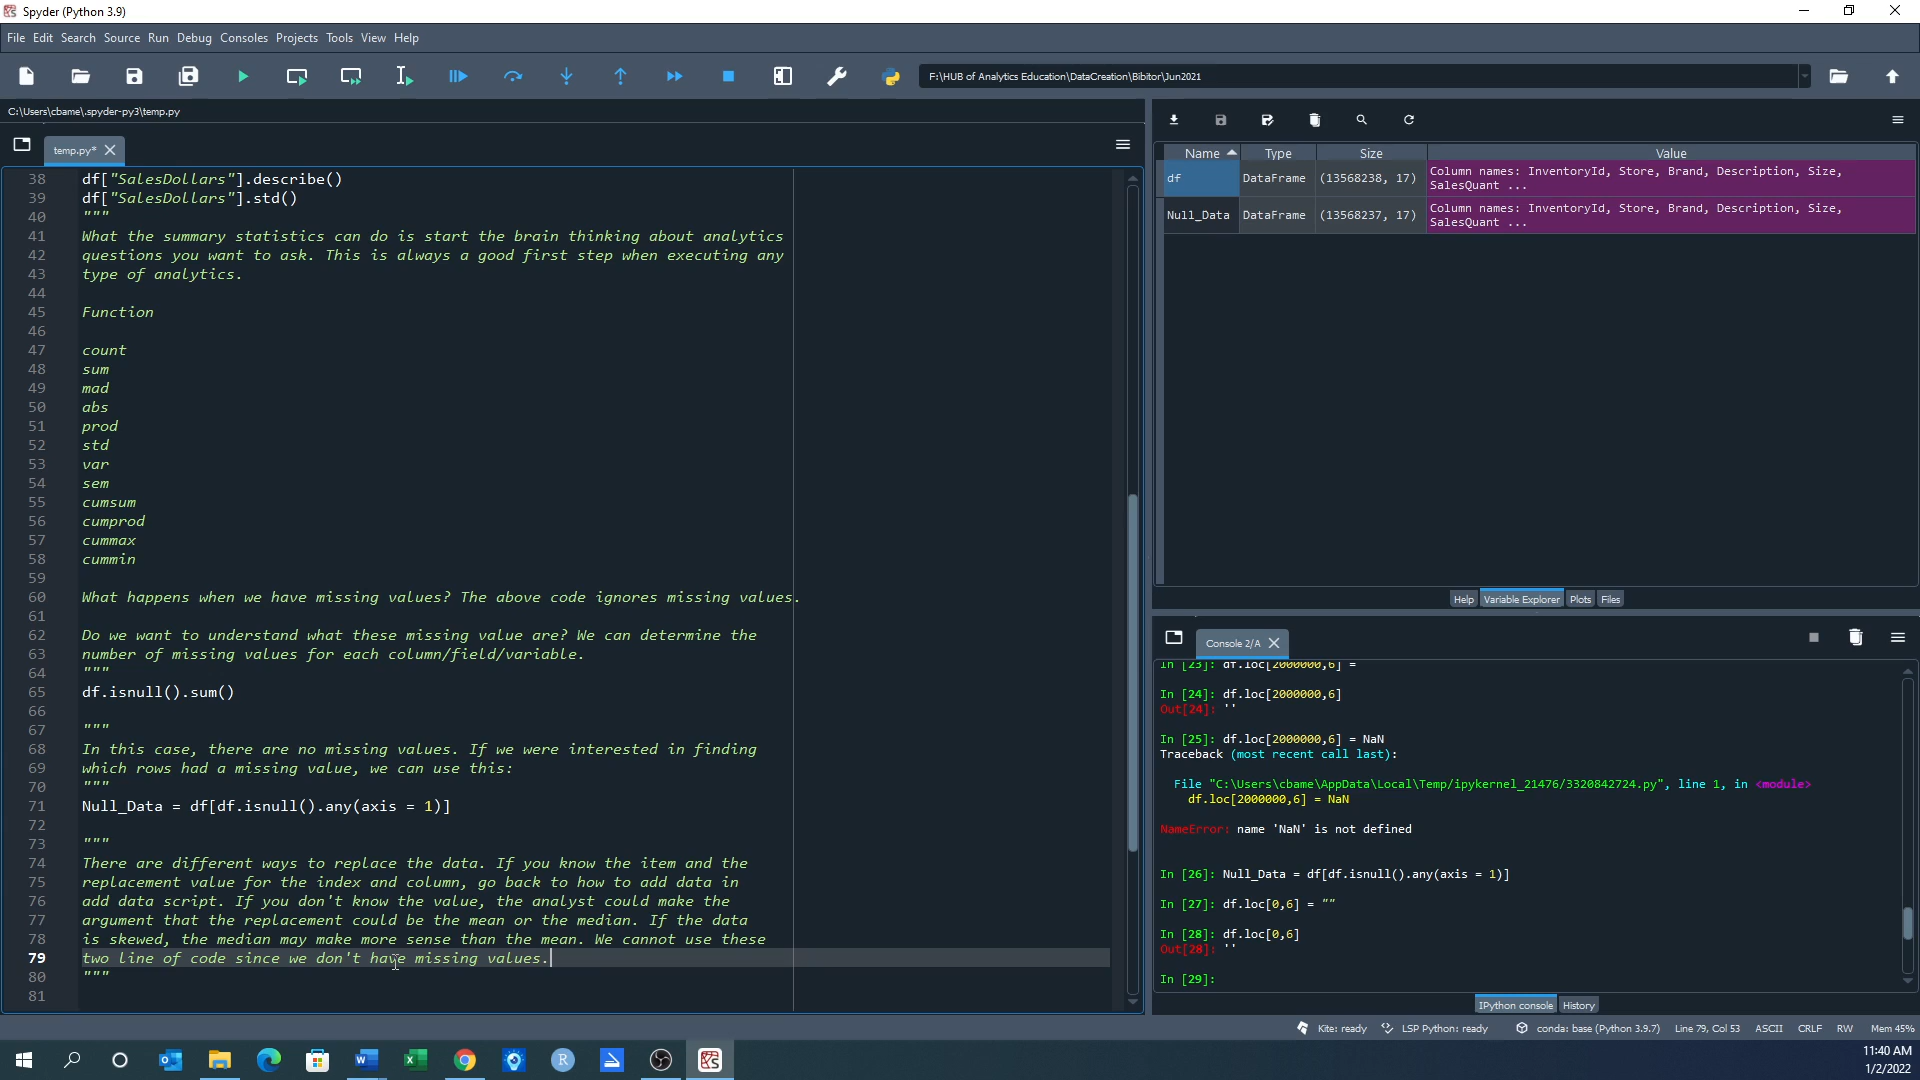 Spyder (Python 3.9)
File Edit Search Source Run Debug Consoles Projects Tools View Help
F:\HUB of Analytics Education\DataCreation\Bibitor\Jun2021
C:\Users\cbame\.spyder-py3\temp.py
temp.py*
38 df["SalesDollars"].describe()
39 df["SalesDollars"].std()
40 """
41 What the summary statistics can do is start the brain thinking about analytics
42 questions you want to ask. This is always a good first step when executing any
43 type of analytics.
44
45 Function
46
47 count
48 sum
49 mad
50 abs
51 prod
52 std
53 var
54 sem
55 cumsum
56 cumprod
57 cummax
58 cummin
59
60 What happens when we have missing values? The above code ignores missing values.
61
62 Do we want to understand what these missing value are? We can determine the
63 number of missing values for each column/field/variable.
64 """
65 df.isnull().sum()
66
67 """
68 In this case, there are no missing values. If we were interested in finding
69 which rows had a missing value, we can use this:
70 """
71 Null_Data = df[df.isnull().any(axis = 1)]
72
73 """
74 There are different ways to replace the data. If you know the item and the
75 replacement value for the index and column, go back to how to add data in
76 add data script. If you don't know the value, the analyst could make the
77 argument that the replacement could be the mean or the median. If the data
78 is skewed, the median may make more sense than the mean. We cannot use these
79 two line of code since we don't have missing values.
80 """
81
Name Type Size Value
df DataFrame (13568238, 17) Column names: InventoryId, Store, Brand, Description, Size,
SalesQuant ...
Null_Data DataFrame (13568237, 17) Column names: InventoryId, Store, Brand, Description, Size,
SalesQuant ...
Help Variable Explorer Plots Files
Console 2/A
In [23]: df.loc[2000000,6] =
In [24]: df.loc[2000000,6]
Out[24]: ''
In [25]: df.loc[2000000,6] = NaN
Traceback (most recent call last):
File "C:\Users\cbame\AppData\Local\Temp/ipykernel_21476/3320842724.py", line 1, in <module>
df.loc[2000000,6] = NaN
NameError: name 'NaN' is not defined
In [26]: Null_Data = df[df.isnull().any(axis = 1)]
In [27]: df.loc[0,6] = ""
In [28]: df.loc[0,6]
Out[28]: ''
In [29]:
IPython console History
Kite: ready LSP Python: ready conda: base (Python 3.9.7) Line 79, Col 53 ASCII CRLF RW Mem 45%
11:40 AM
1/2/2022